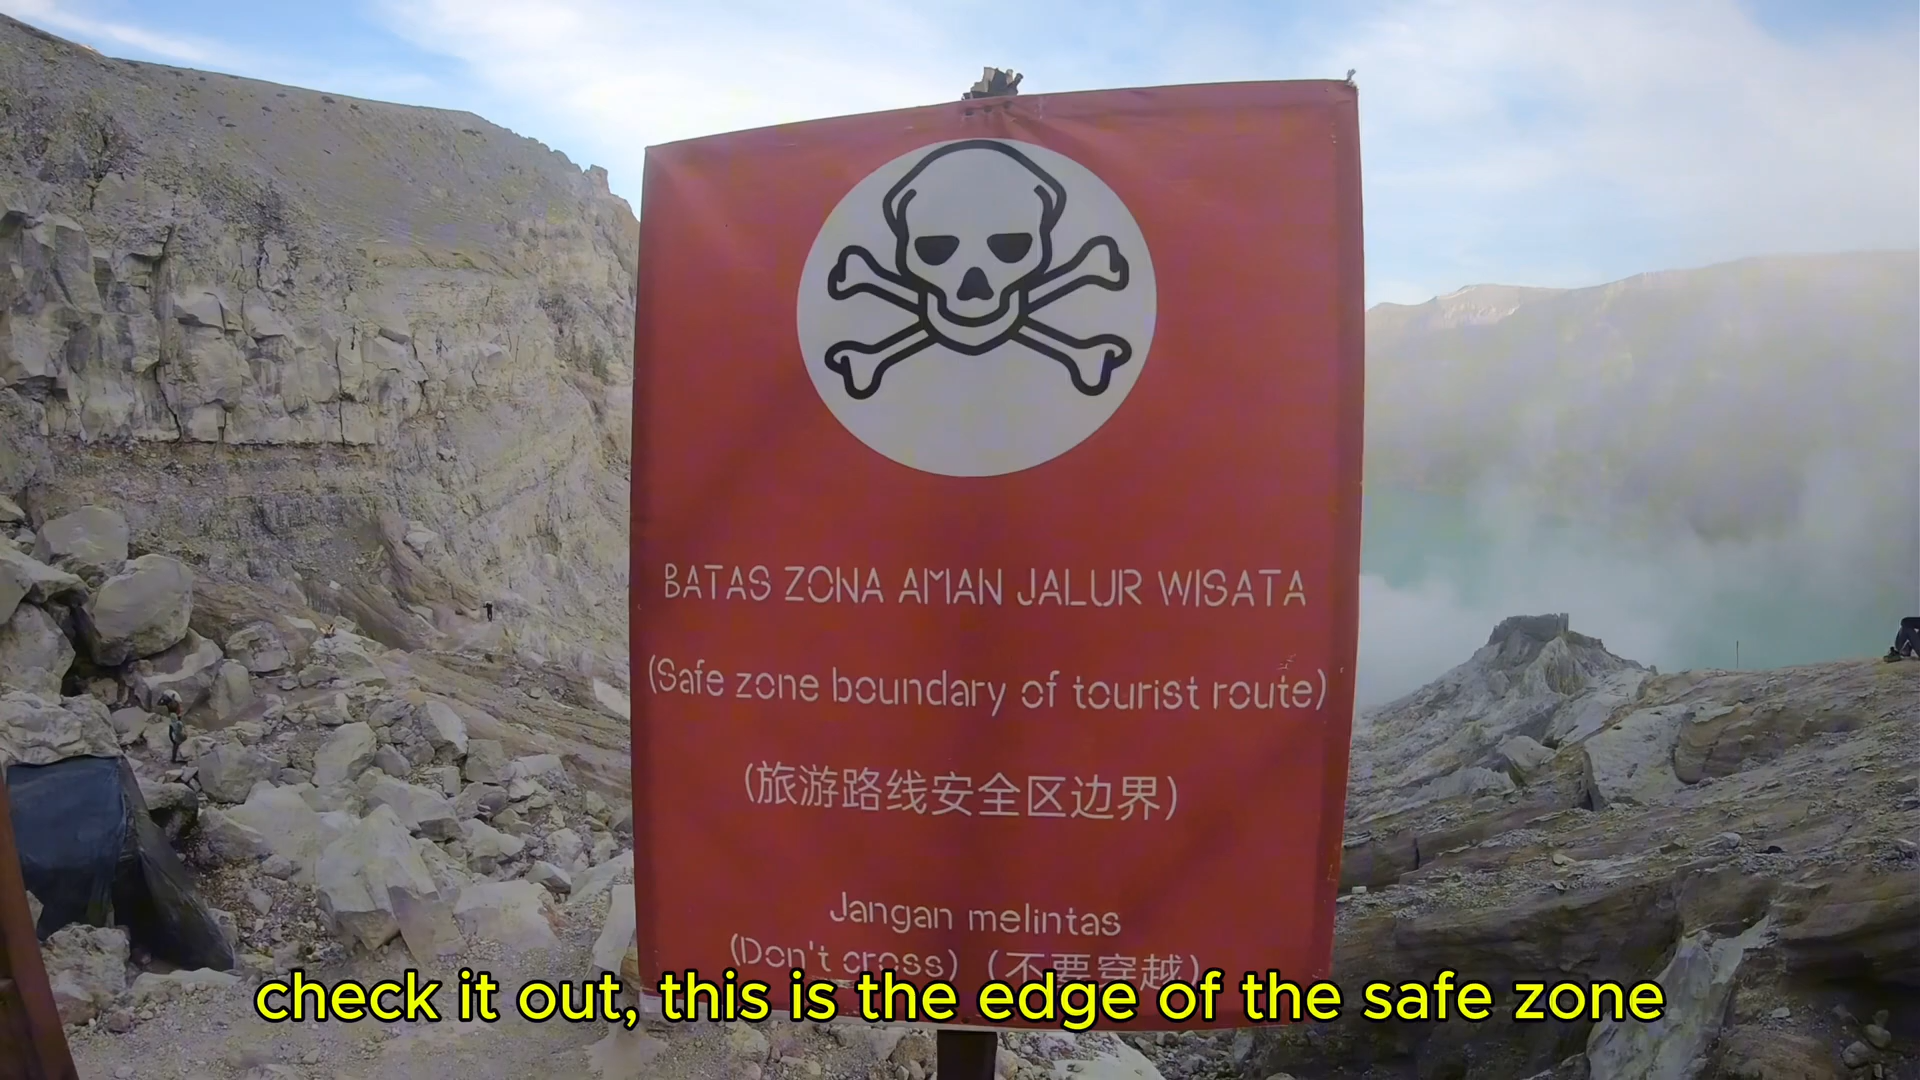 BATAS ZONA AMAN JALUR WISATA
(Safe zone boundary of tourist route)
(旅游路线安全区边界)
Jangan melintas
(Don't cross) (不要穿越)
check it out, this is the edge of the safe zone